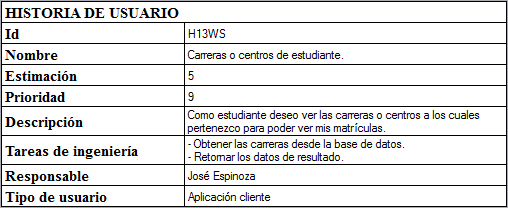 HISTORIA DE USUARIO
Id H13WS
Nombre Carreras o centros de estudiante.
Estimación 5
Prioridad 9
Descripción Como estudiante deseo ver las carreras o centros a los cuales
pertenezco para poder ver mis matrículas.
Tareas de ingeniería - Obtener las carreras desde la base de datos.
- Retornar los datos de resultado.
Responsable José Espinoza
Tipo de usuario Aplicación cliente